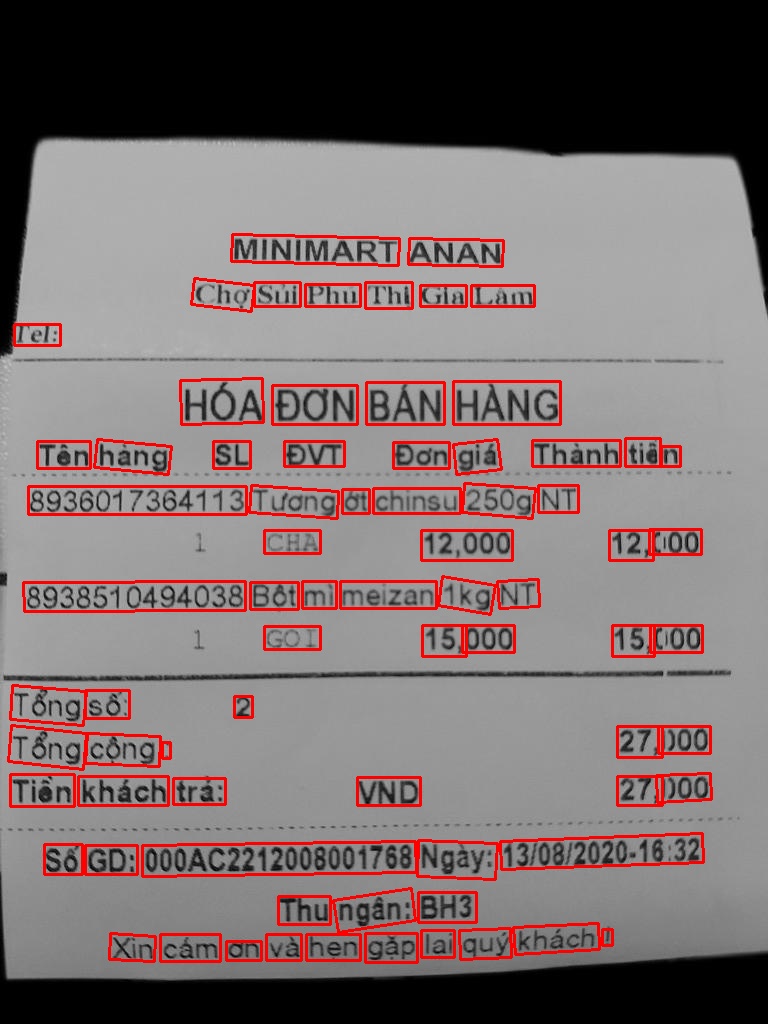 MINIMART ANAN
Chợ Sủi Phú Thị Gia Lâm
Tel:
HÓA ĐƠN BÁN HÀNG
Tên hàng SL ĐVT Đơn giá Thành tiền
8936017364113 Tương ớt chinsu 250g NT
1 CHA 12,000 12,000
8938510494038 Bột mì meizan 1kg NT
1 GOI 15,000 15,000
Tổng số: 2
Tổng cộng: 27,000
Tiền khách trả: VND 27,000
Số GD: 000AC2212008001768 Ngày: 13/08/2020-16:32
Thu ngân: BH3
Xin cảm ơn và hẹn gặp lại quý khách !